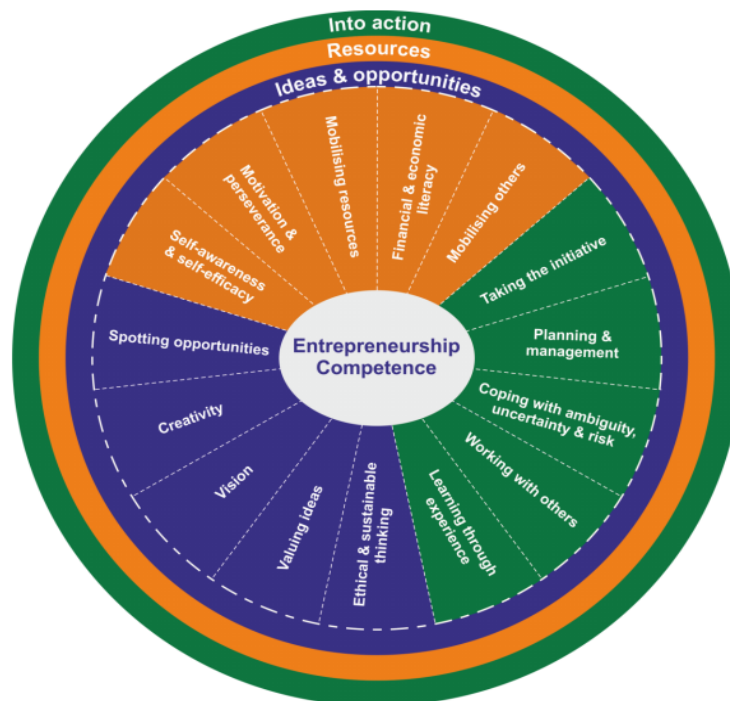 Into action
Resources
Ideas & opportunities
Self-awareness
& self-efficacy
Motivation &
perseverance
Mobilising resources
Financial & economic
literacy
Mobilising others
Taking the initiative
Planning &
management
Coping with ambiguity,
uncertainty & risk
Working with others
Learning through
experience
Ethical & sustainable
thinking
Valuing ideas
Vision
Creativity
Spotting opportunities
Entrepreneurship
Competence